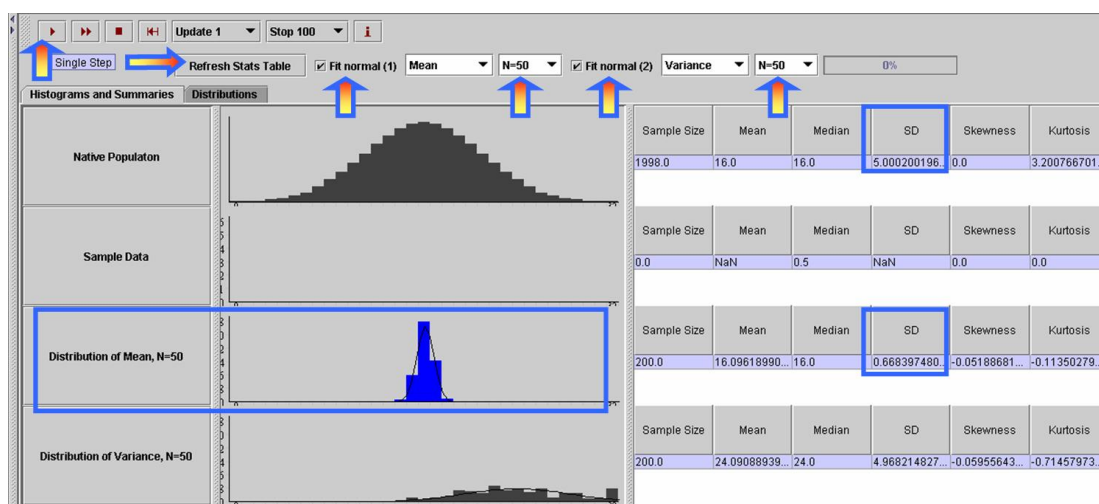 Update 1 Stop 100 i
Single Step Refresh Stats Table Fit normal (1) Mean N=50 Fit normal (2) Variance N=50 0%
Histograms and Summaries Distributions
Native Populaton
Sample Size Mean Median SD Skewness Kurtosis
1998.0 16.0 16.0 5.000200196... 0.0 3.200766701...
Sample Data
Sample Size Mean Median SD Skewness Kurtosis
0.0 NaN 0.5 NaN 0.0 0.0
Distribution of Mean, N=50
Sample Size Mean Median SD Skewness Kurtosis
200.0 16.09618990... 16.0 0.668397480... -0.05188681... -0.11350279...
Distribution of Variance, N=50
Sample Size Mean Median SD Skewness Kurtosis
200.0 24.09088939... 24.0 4.968214827... -0.05955643... -0.71457973...